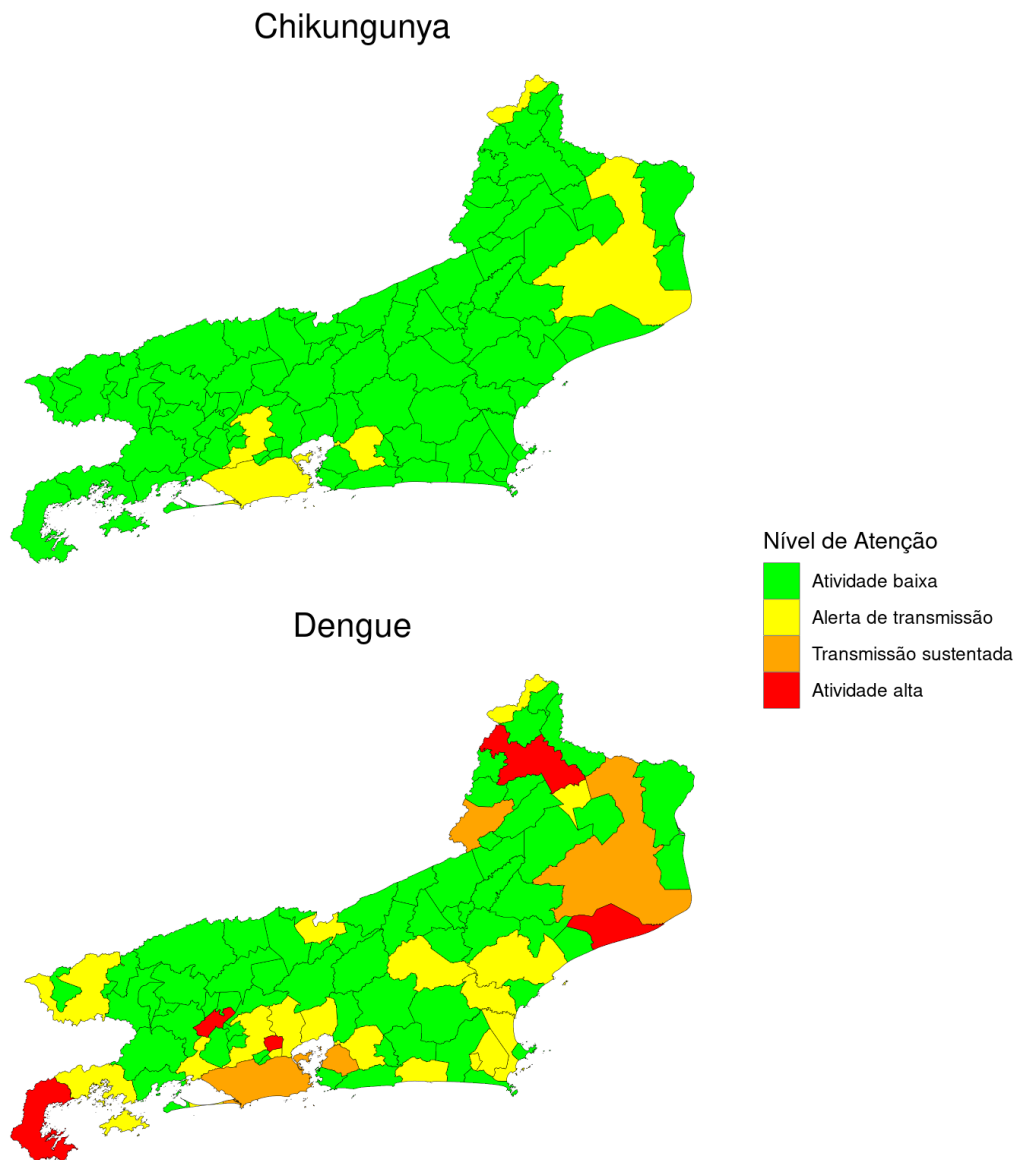 Chikungunya
Nível de Atenção
Atividade baixa
Alerta de transmissão
Transmissão sustentada
Atividade alta
Dengue